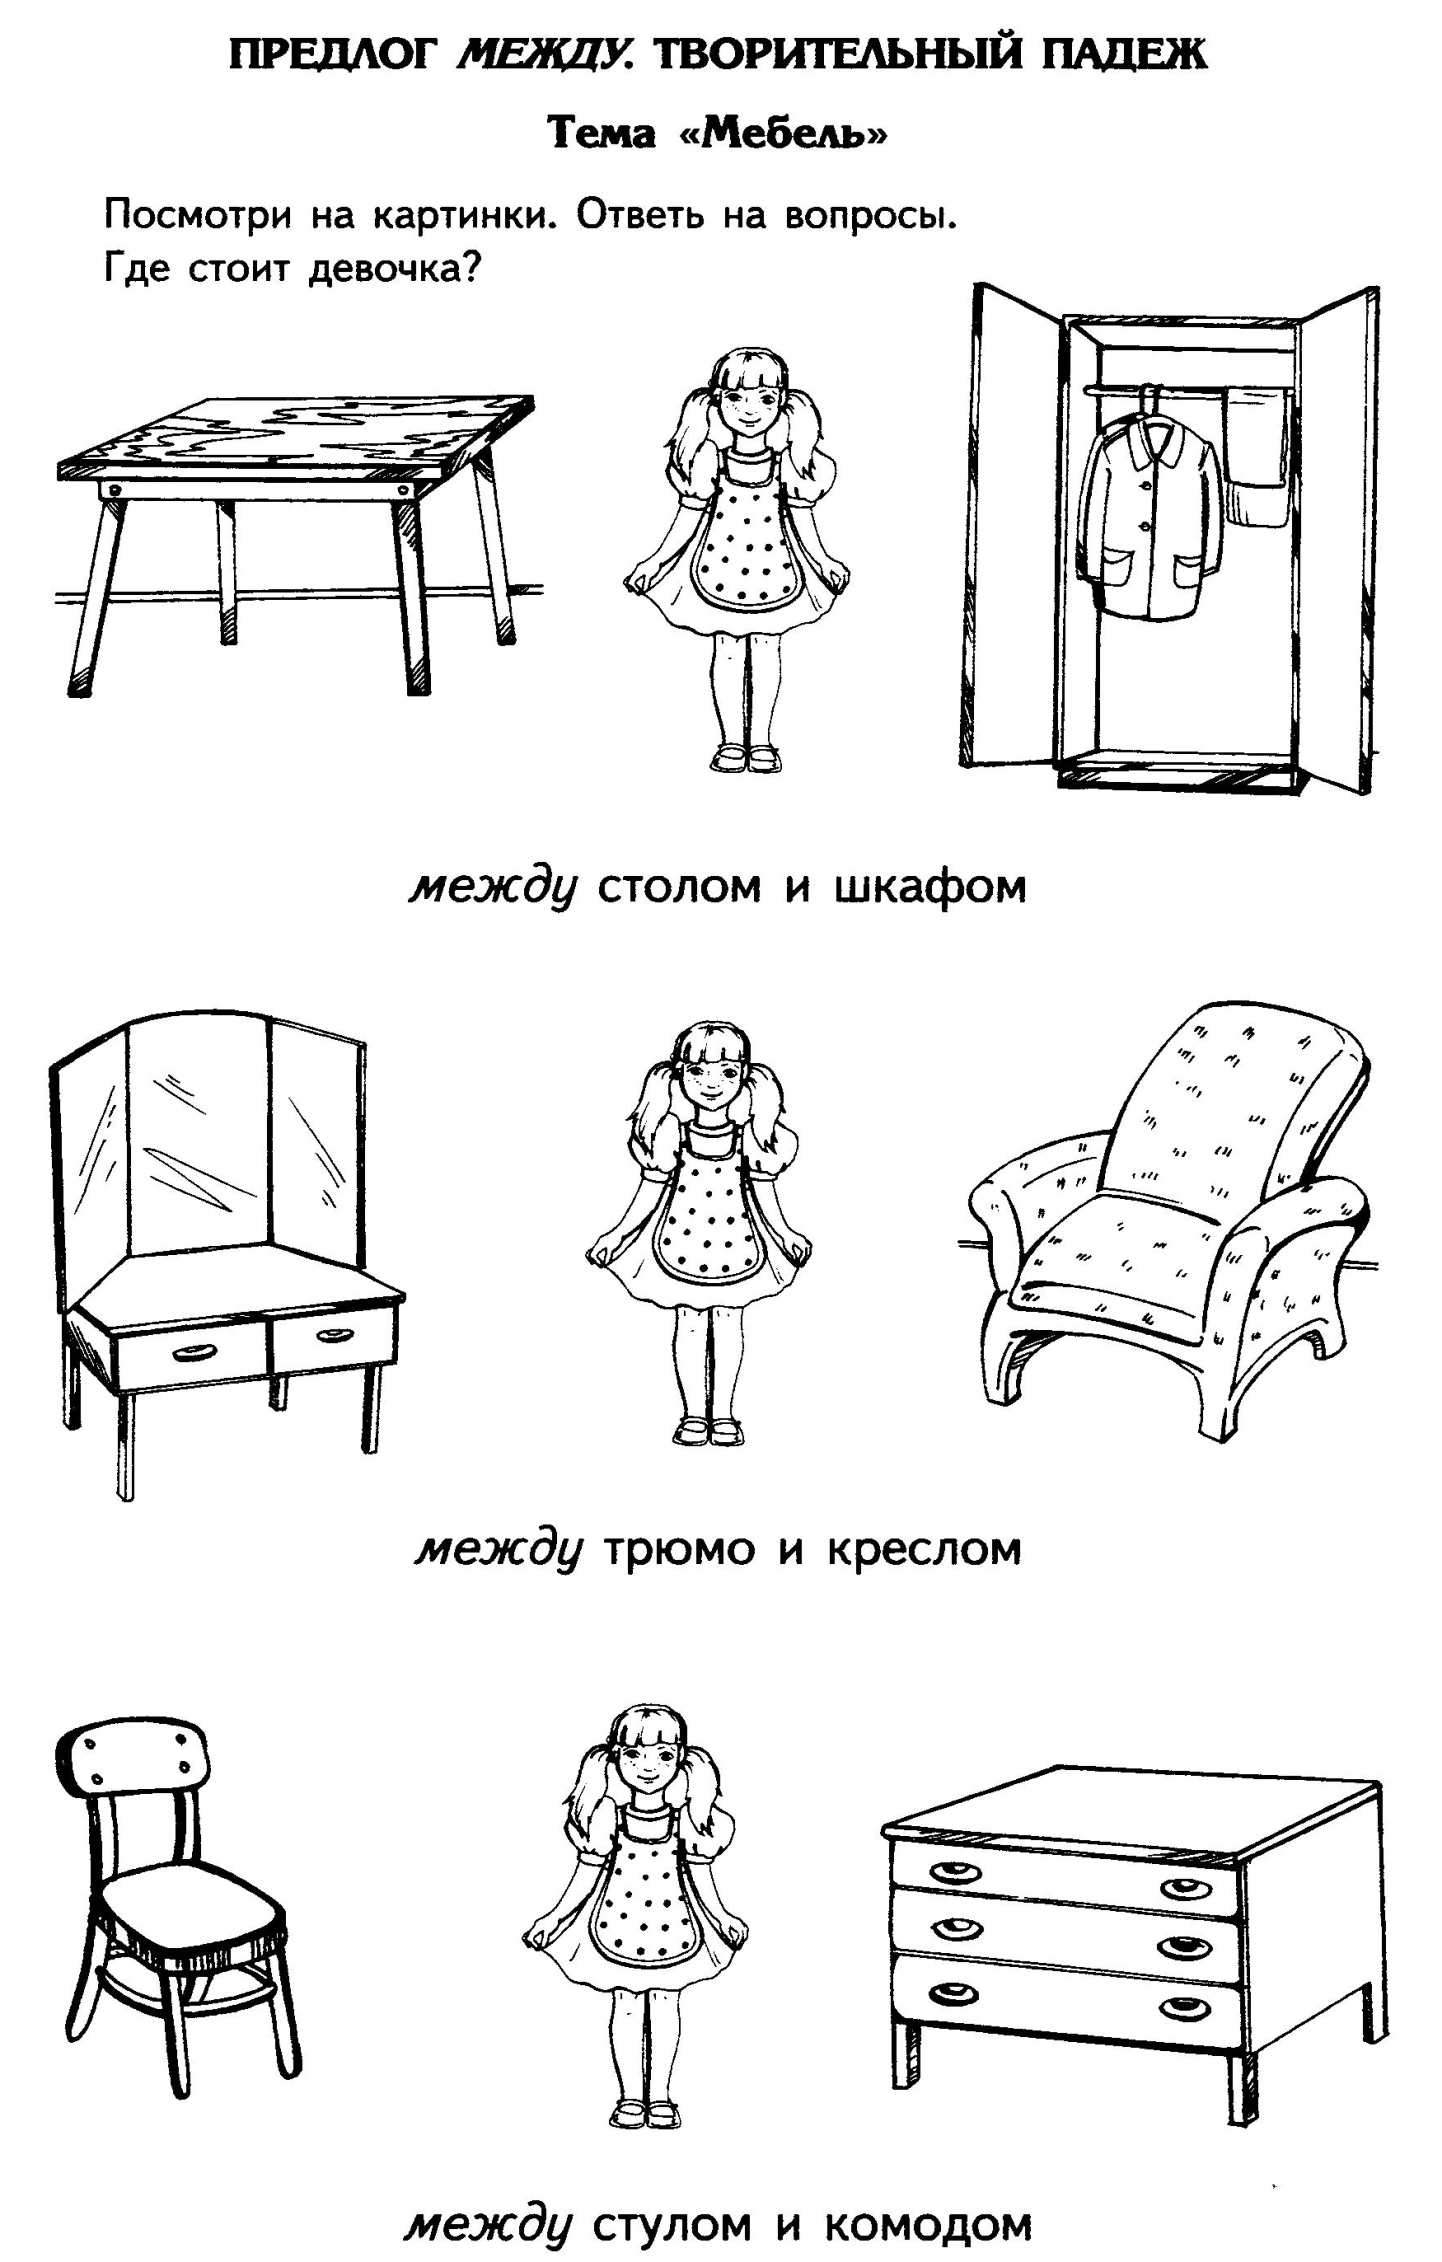 ПРЕДЛОГ МЕЖДУ. ТВОРИТЕЛЬНЫЙ ПАДЕЖ
Тема «Мебель»
Посмотри на картинки. Ответь на вопросы.
Где стоит девочка?
между столом и шкафом
между трюмо и креслом
между стулом и комодом